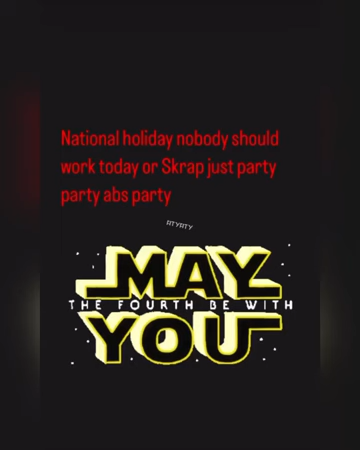 National holiday nobody should
work today or Skrap just party
party abs party
MAY
THE FOURTH BE WITH
YOU